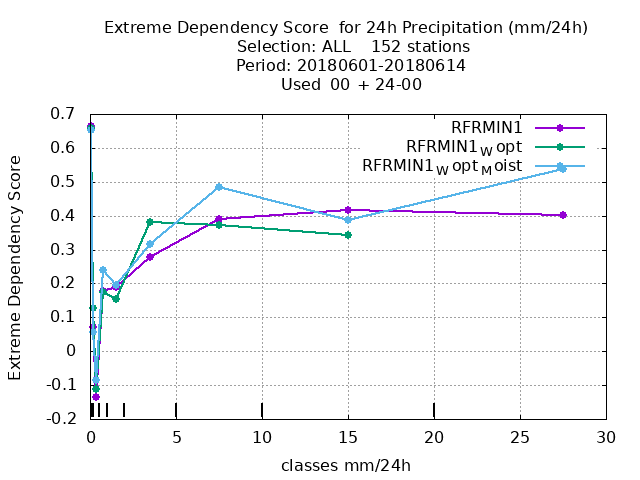 Extreme Dependency Score  for 24h Precipitation (mm/24h)
Selection: ALL    152 stations
Period: 20180601-20180614
Used  00 + 24-00
RFRMIN1
RFRMIN1Wopt
RFRMIN1WoptMoist
Extreme Dependency Score
0.7
0.6
0.5
0.4
0.3
0.2
0.1
0
-0.1
-0.2
0 5 10 15 20 25 30
classes mm/24h